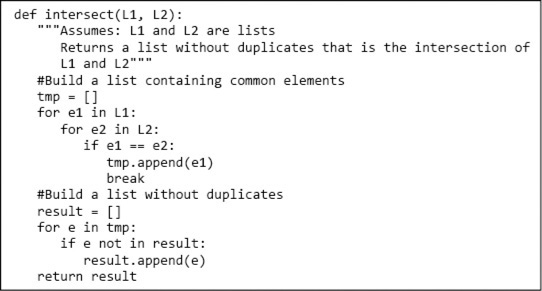 def intersect(L1, L2):
   """Assumes: L1 and L2 are lists
      Returns a list without duplicates that is the intersection of
      L1 and L2"""
   #Build a list containing common elements
   tmp = []
   for e1 in L1:
      for e2 in L2:
         if e1 == e2:
            tmp.append(e1)
            break
   #Build a list without duplicates
   result = []
   for e in tmp:
      if e not in result:
         result.append(e)
   return result